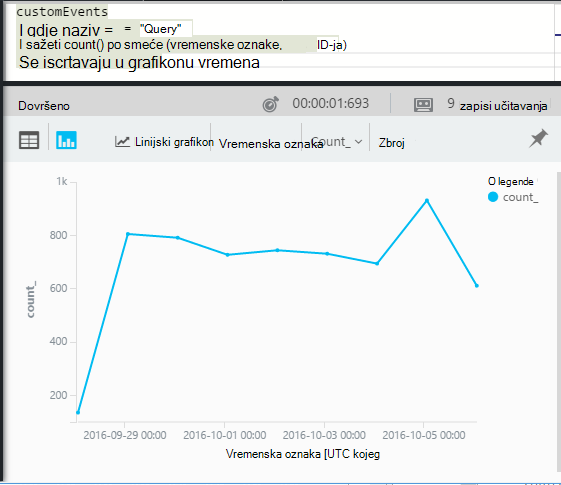 customEvents
I gdje naziv = = "Query"
I sažeti count() po smeće (vremenske oznake, ID-ja)
Se iscrtavaju u grafikonu vremena
Dovršeno 00:00:01:693 9 zapisi učitavanja
Linijski grafikon Vremenska oznaka Count_ Zbroj
O legende
count_
1k
800
600
400
200
count_
2016-09-29 00:00 2016-10-01 00:00 2016-10-03 00:00 2016-10-05 00:00
Vremenska oznaka [UTC kojeg